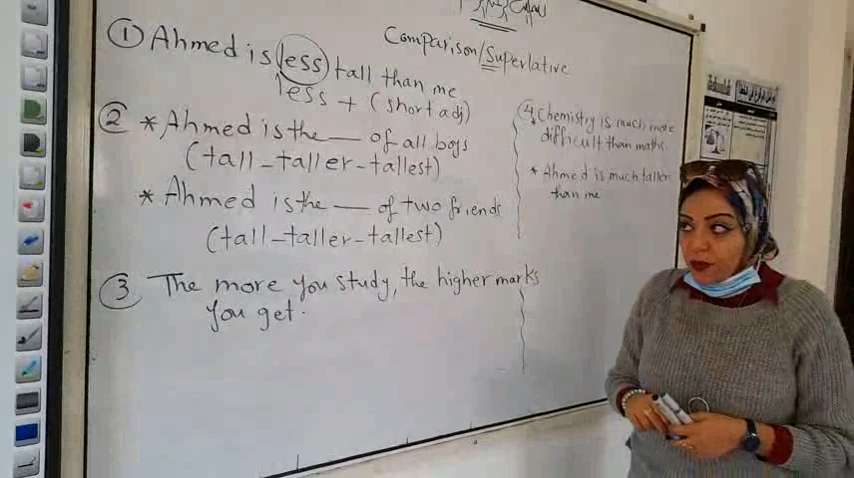 Comparison/Superlative
① Ahmed is less tall than me
less + (short adj)
② * Ahmed is the ___ of all boys
(tall - taller - tallest)
* Ahmed is the ___ of two friends
(tall - taller - tallest)
③ The more you study, the higher marks
you get.
④ Chemistry is much more
difficult than maths.
* Ahmed is much taller
than me